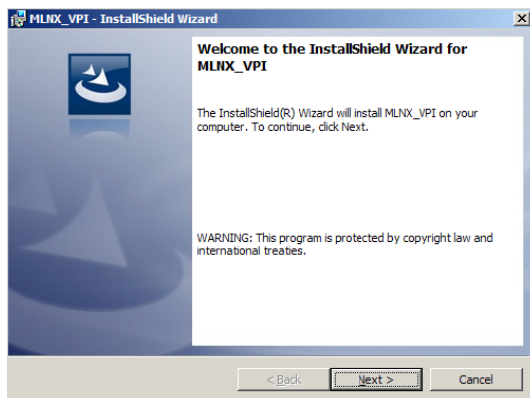 MLNX_VPI - InstallShield Wizard
Welcome to the InstallShield Wizard for
MLNX_VPI
The InstallShield(R) Wizard will install MLNX_VPI on your
computer. To continue, click Next.
WARNING: This program is protected by copyright law and
international treaties.
< Back Next > Cancel